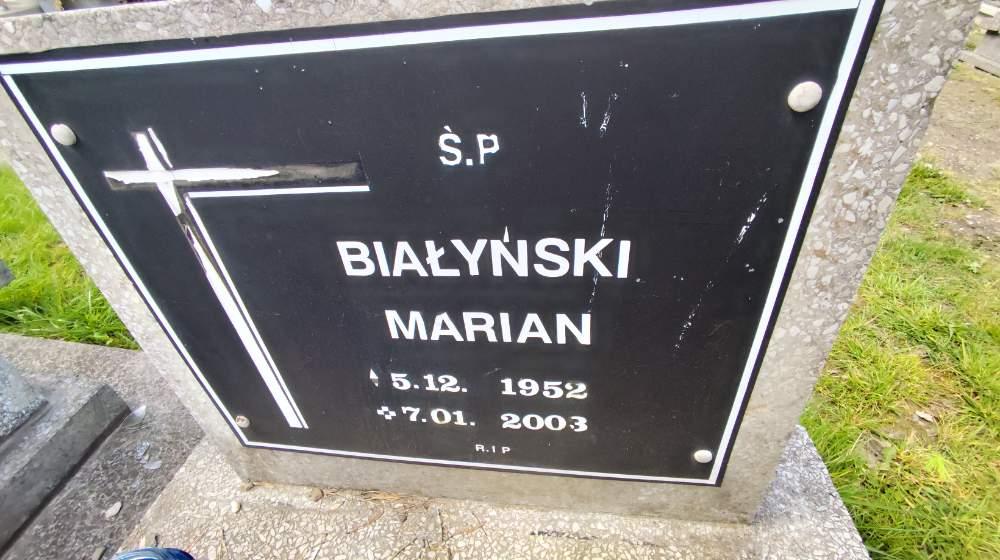 Ś.P
BIAŁYŃSKI
MARIAN
5.12. 1952
✢ 7.01. 2003
R.I P